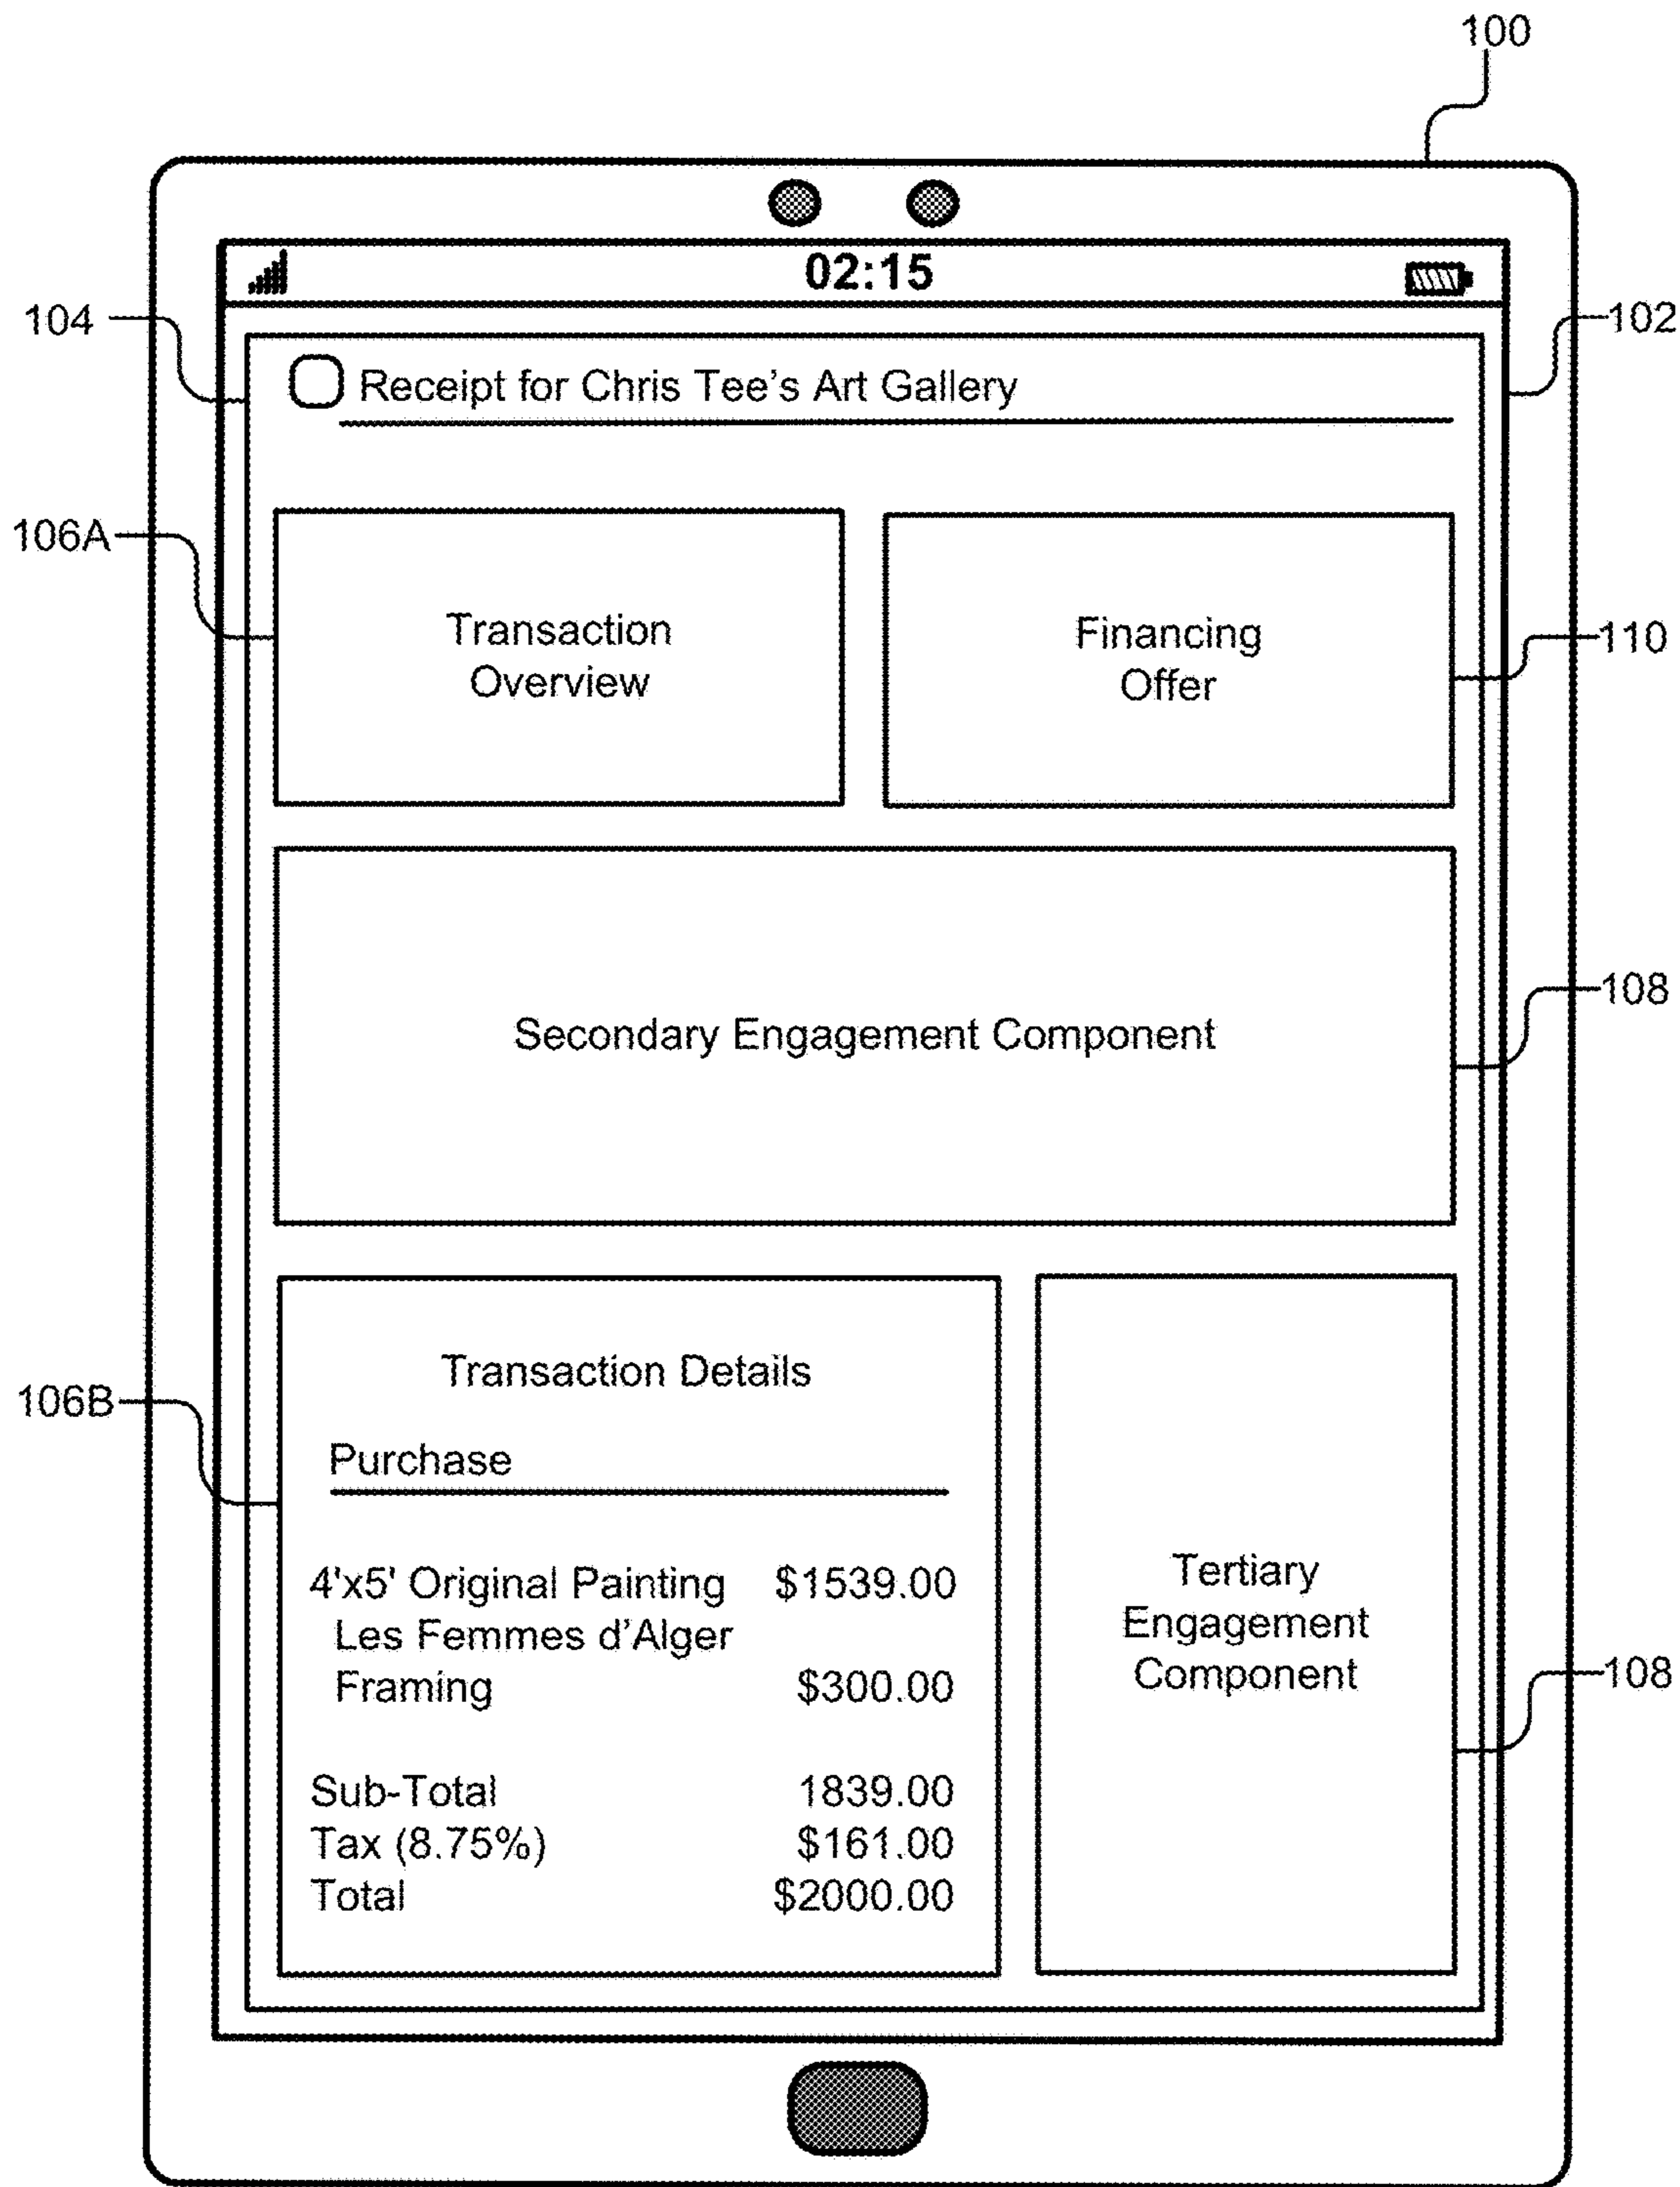 100
02:15
104
102
Receipt for Chris Tee's Art Gallery
106A
Transaction
Overview
Financing
Offer
110
Secondary Engagement Component
108
106B
Transaction Details
Purchase
4'x5' Original Painting $1539.00
Les Femmes d'Alger
Framing $300.00
Sub-Total 1839.00
Tax (8.75%) $161.00
Total $2000.00
Tertiary
Engagement
Component
108